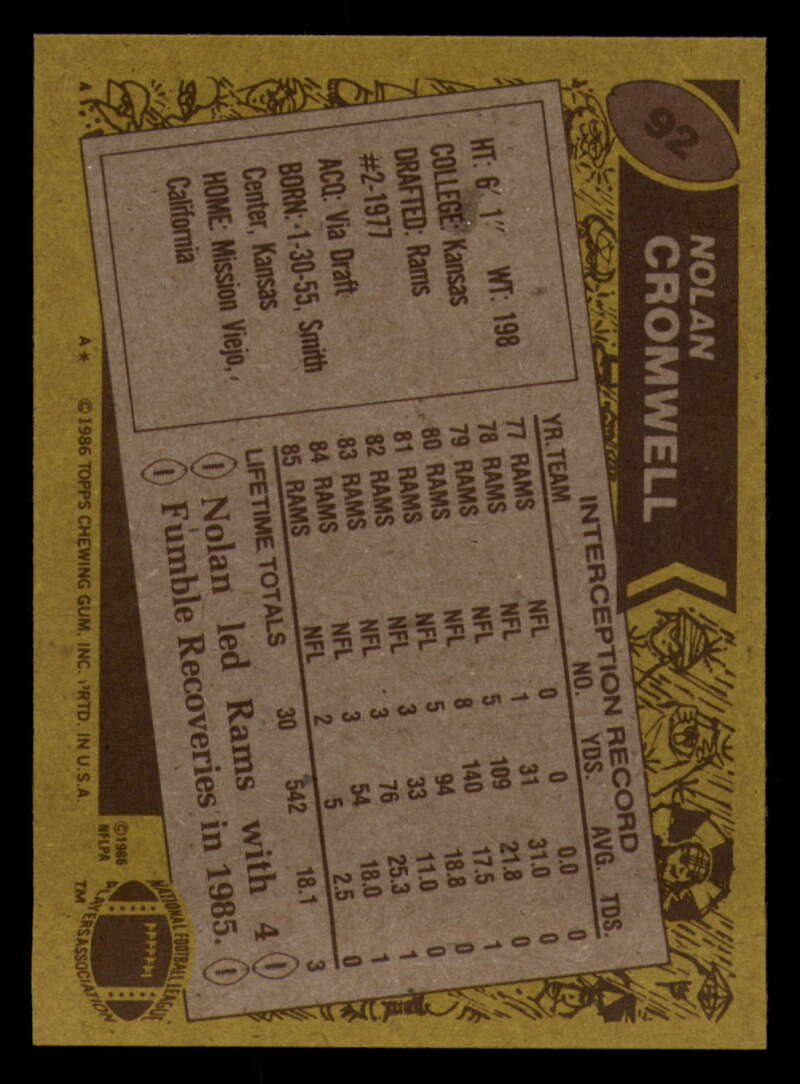 92
NOLAN
CROMWELL
HT: 6' 1" WT: 198
COLLEGE: Kansas
DRAFTED: Rams
#2-1977
ACQ: Via Draft
BORN: 1-30-55, Smith
Center, Kansas
HOME: Mission Viejo,
California
INTERCEPTION RECORD
YR. TEAM NO. YDS. AVG. TDS.
77 RAMS NFL 0 0 0.0 0
78 RAMS NFL 1 31 31.0 0
79 RAMS NFL 5 109 21.8 0
80 RAMS NFL 8 140 17.5 1
81 RAMS NFL 5 94 18.8 0
82 RAMS NFL 3 33 11.0 0
83 RAMS NFL 3 76 25.3 1
84 RAMS NFL 3 54 18.0 1
85 RAMS NFL 2 5 2.5 0
LIFETIME TOTALS 30 542 18.1 3
Nolan led Rams with 4
Fumble Recoveries in 1985.
A
A* ©1986 TOPPS CHEWING GUM, INC. PRTD. IN U.S.A.
©1986
NFLPA
NATIONAL FOOTBALL LEAGUE
PLAYERS ASSOCIATION
TM